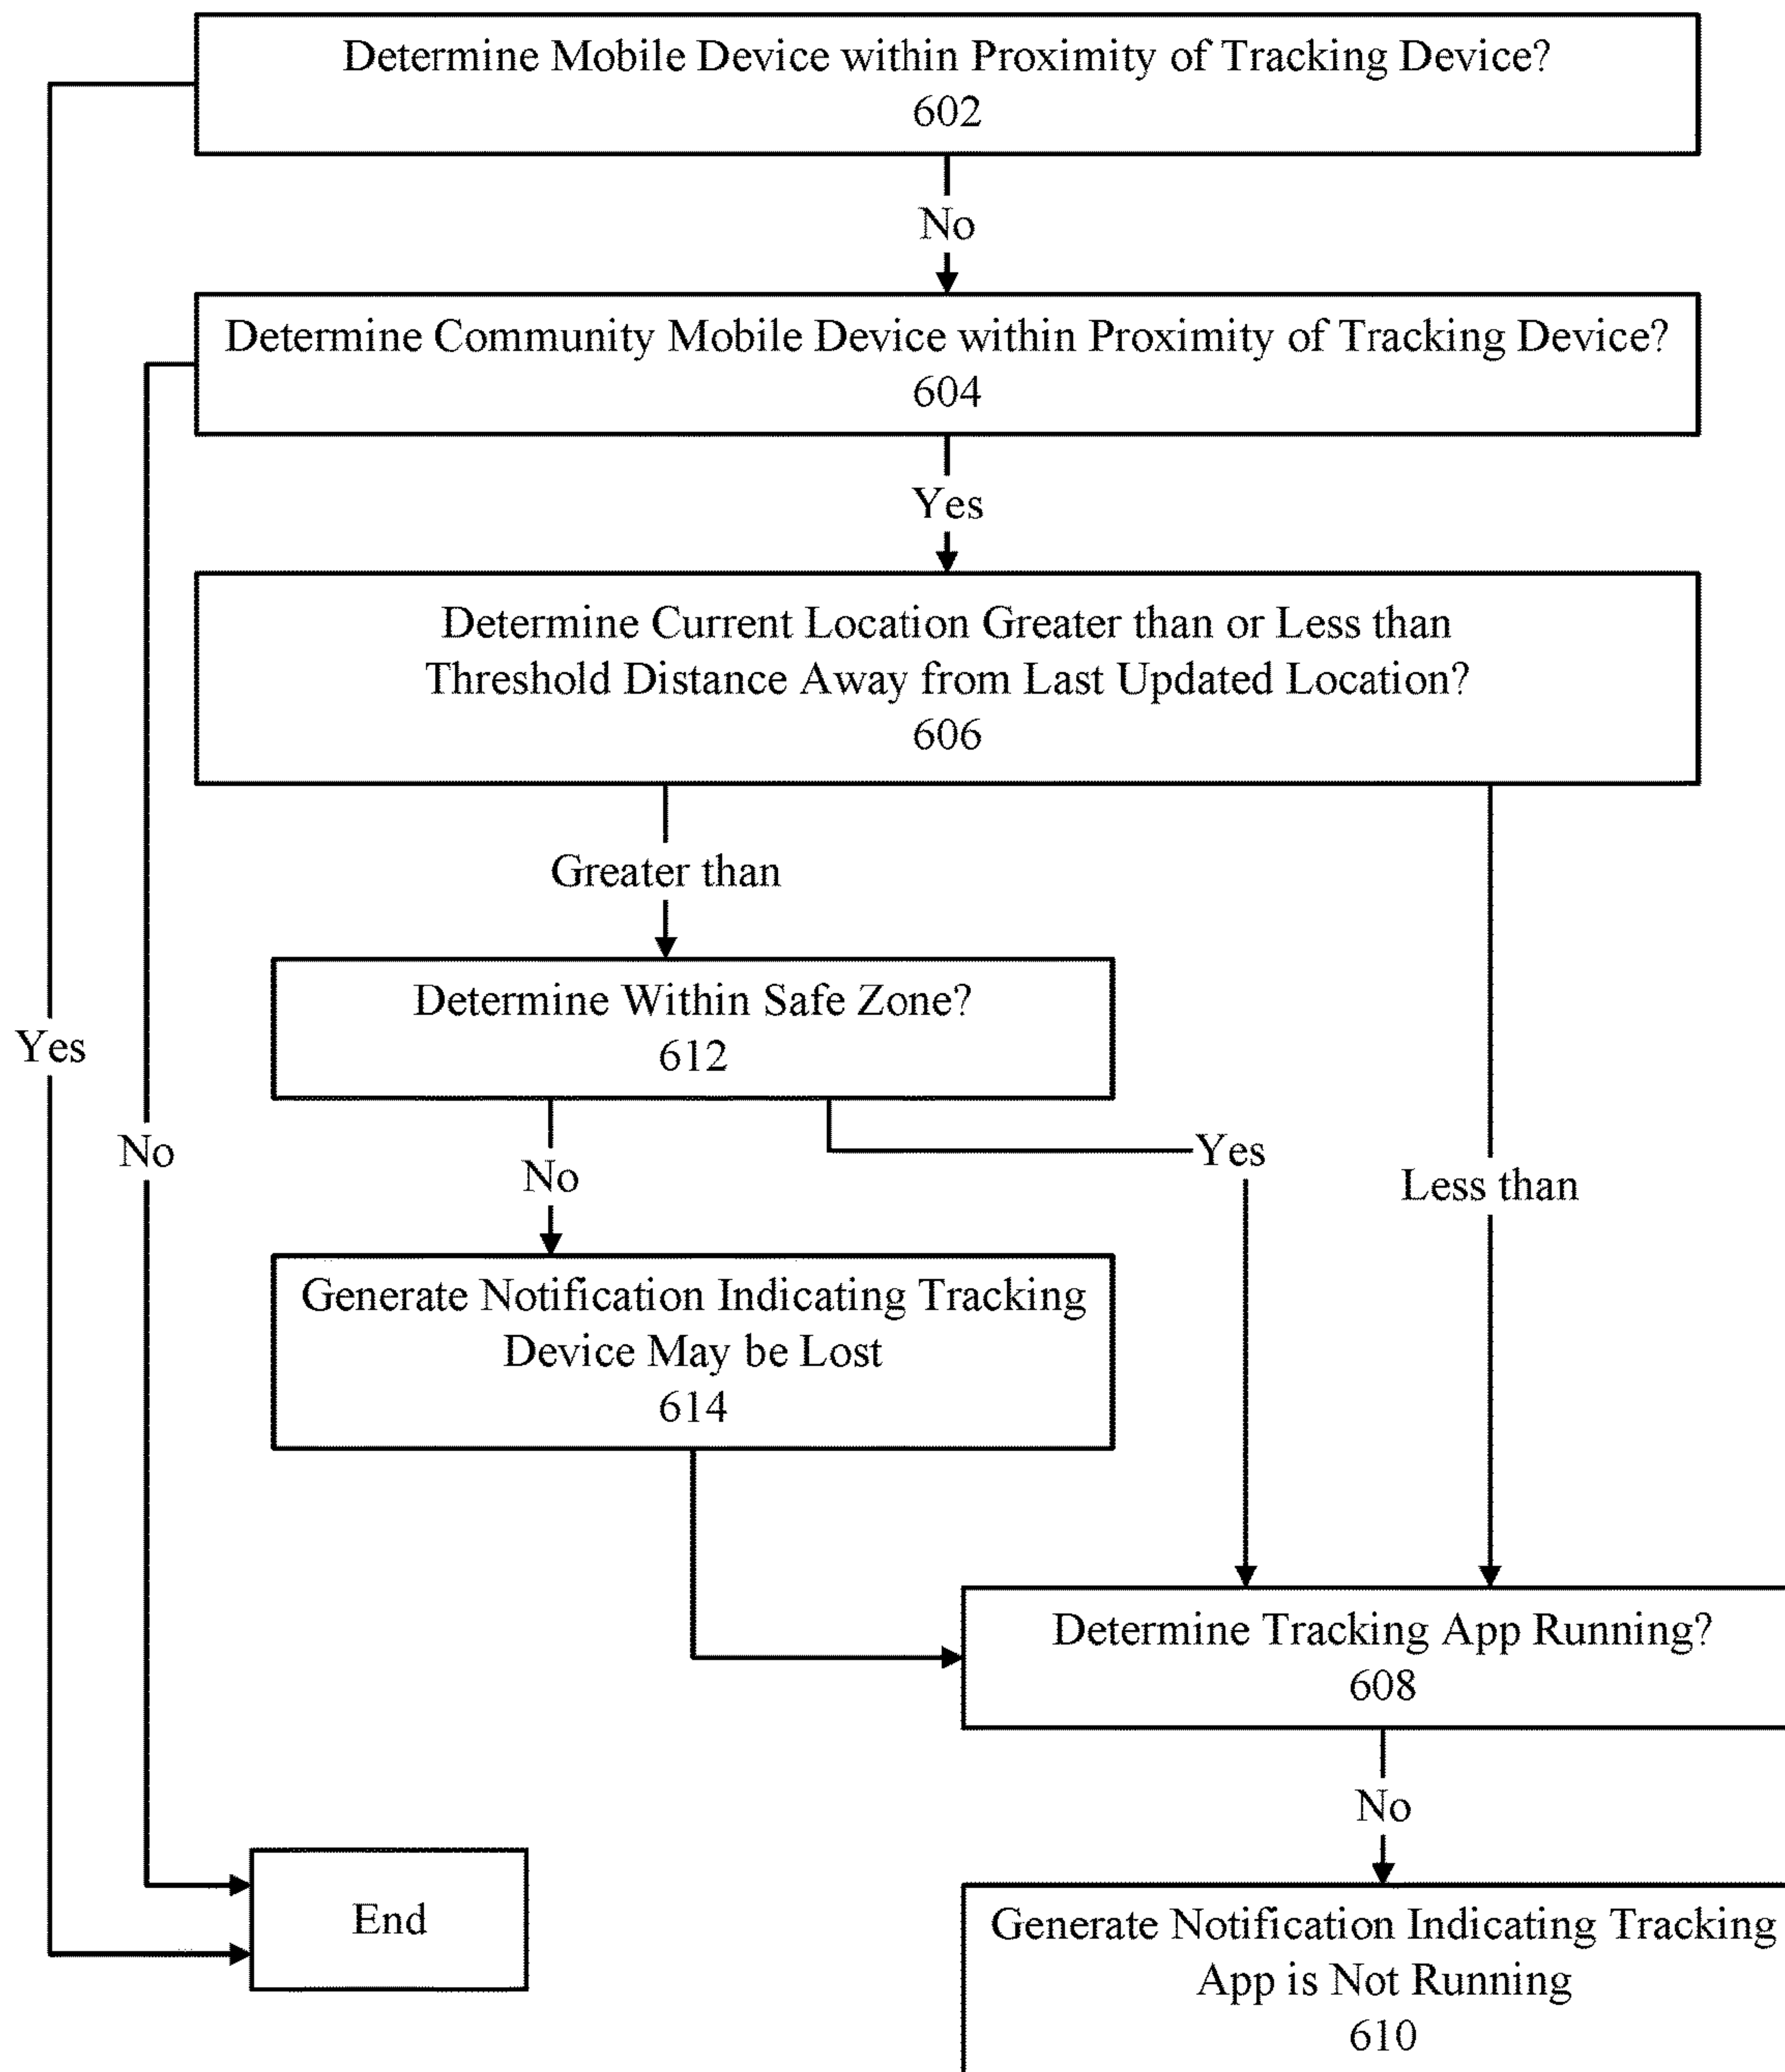 Determine Mobile Device within Proximity of Tracking Device?
602
No
Determine Community Mobile Device within Proximity of Tracking Device?
604
Yes
Determine Current Location Greater than or Less than
Threshold Distance Away from Last Updated Location?
606
Greater than
Determine Within Safe Zone?
612
Yes
No
No
Yes
Less than
Generate Notification Indicating Tracking
Device May be Lost
614
Determine Tracking App Running?
608
No
End
Generate Notification Indicating Tracking
App is Not Running
610